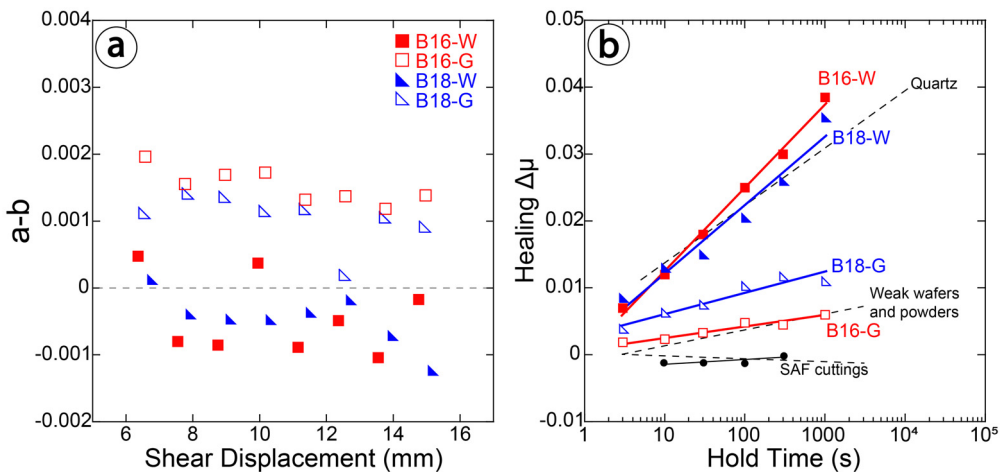 a
B16-W
B16-G
B18-W
B18-G
0.004
0.003
0.002
0.001
0
-0.001
-0.002
a-b
6
8
10
12
14
16
Shear Displacement (mm)
b
0.05
0.04
0.03
0.02
0.01
0
-0.01
Healing Δμ
B16-W
Quartz
B18-W
B18-G
Weak wafers
and powders
B16-G
SAF cuttings
1
10
100
1000
10⁴
10⁵
Hold Time (s)